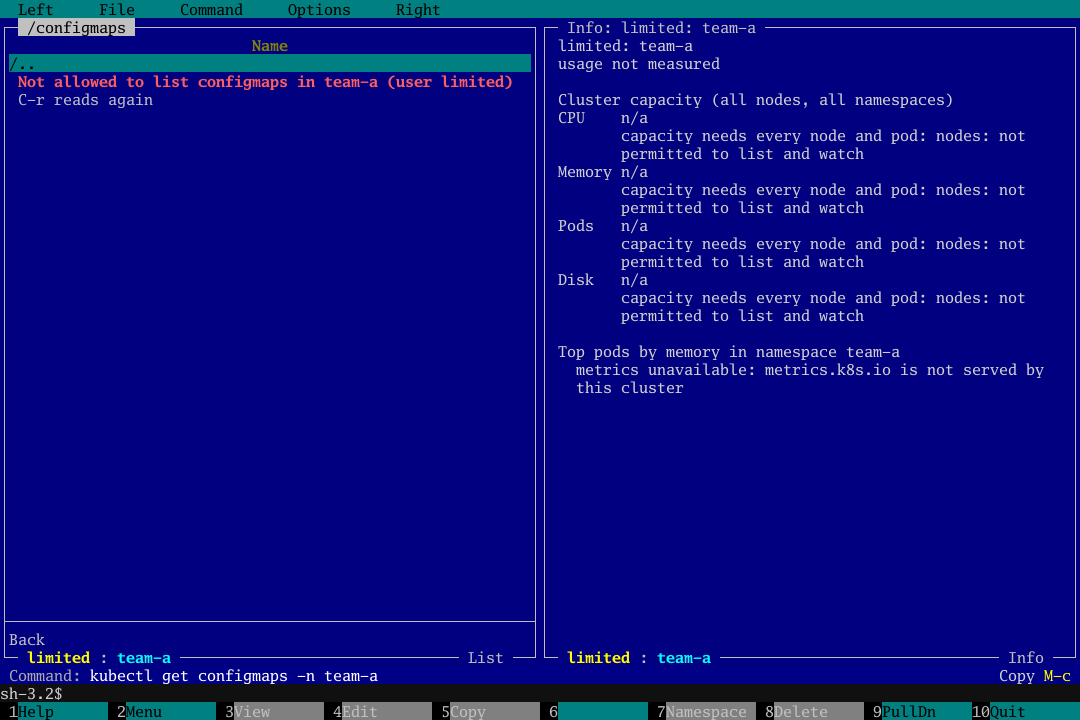 Left File Command Options Right
/configmaps
Name
/..
Not allowed to list configmaps in team-a (user limited)
C-r reads again
Back
limited : team-a List
Info: limited: team-a
limited: team-a
usage not measured
Cluster capacity (all nodes, all namespaces)
CPU n/a
capacity needs every node and pod: nodes: not
permitted to list and watch
Memory n/a
capacity needs every node and pod: nodes: not
permitted to list and watch
Pods n/a
capacity needs every node and pod: nodes: not
permitted to list and watch
Disk n/a
capacity needs every node and pod: nodes: not
permitted to list and watch
Top pods by memory in namespace team-a
metrics unavailable: metrics.k8s.io is not served by
this cluster
limited : team-a Info
Command: kubectl get configmaps -n team-a Copy M-c
sh-3.2$
1Help 2Menu 3View 4Edit 5Copy 6 7Namespace 8Delete 9PullDn 10Quit